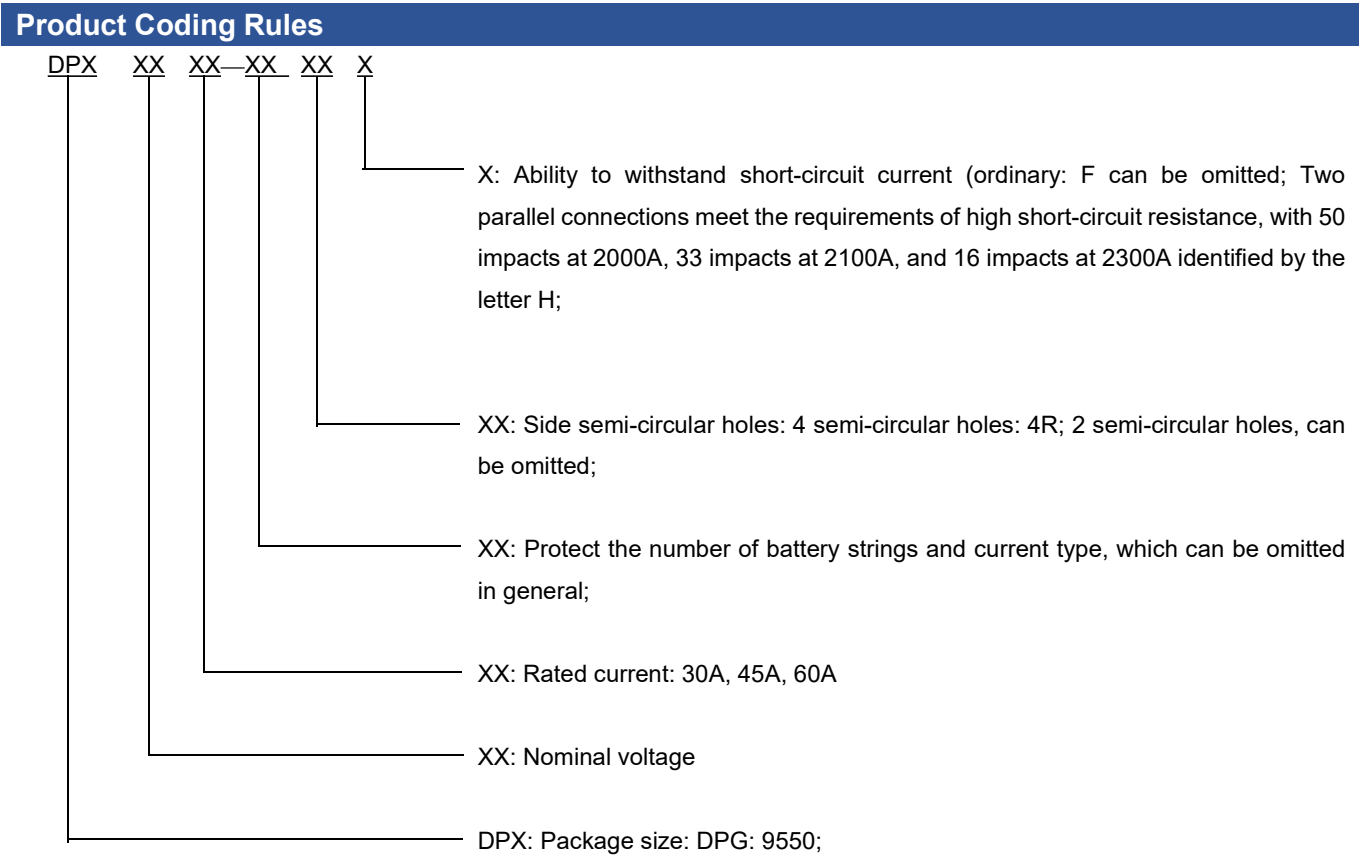 Product Coding Rules
DPX XX XX—XX XX X
X: Ability to withstand short-circuit current (ordinary: F can be omitted; Two
parallel connections meet the requirements of high short-circuit resistance, with 50
impacts at 2000A, 33 impacts at 2100A, and 16 impacts at 2300A identified by the
letter H;
XX: Side semi-circular holes: 4 semi-circular holes: 4R; 2 semi-circular holes, can
be omitted;
XX: Protect the number of battery strings and current type, which can be omitted
in general;
XX: Rated current: 30A, 45A, 60A
XX: Nominal voltage
DPX: Package size: DPG: 9550;